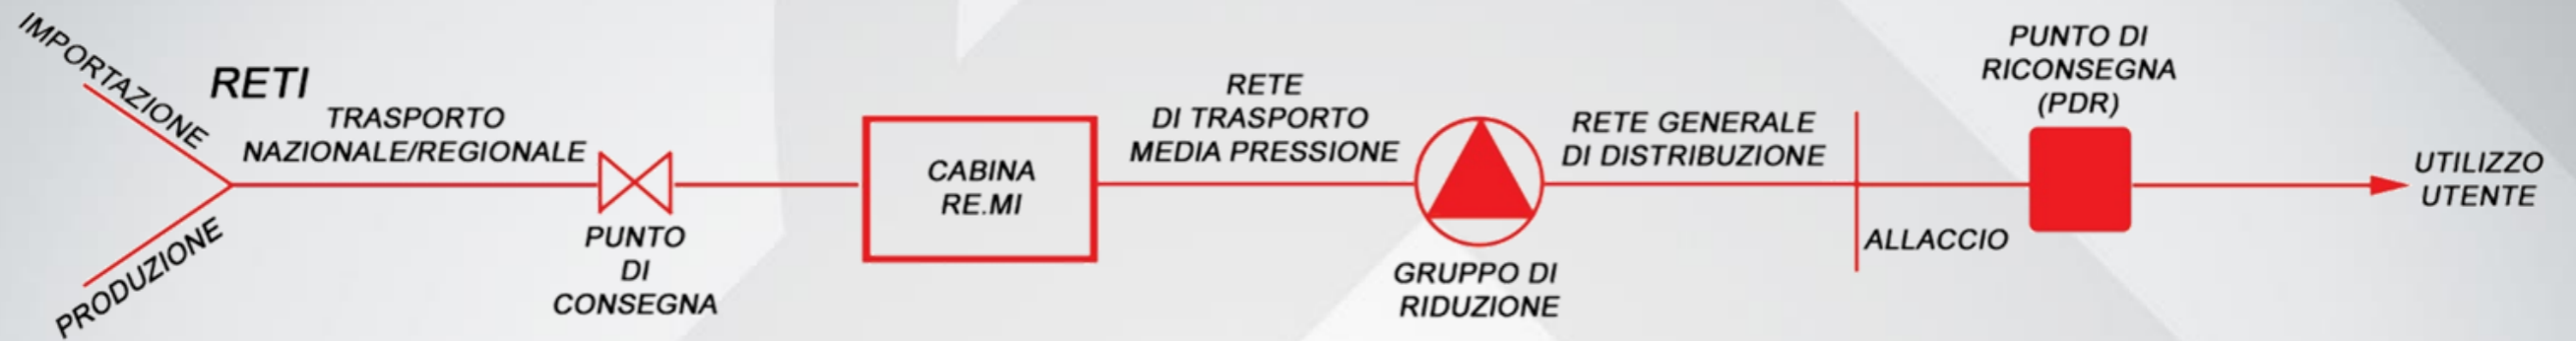 IMPORTAZIONE
PRODUZIONE
RETI
TRASPORTO
NAZIONALE/REGIONALE
PUNTO
DI
CONSEGNA
CABINA
RE.MI
RETE
DI TRASPORTO
MEDIA PRESSIONE
GRUPPO DI
RIDUZIONE
RETE GENERALE
DI DISTRIBUZIONE
ALLACCIO
PUNTO DI
RICONSEGNA
(PDR)
UTILIZZO
UTENTE